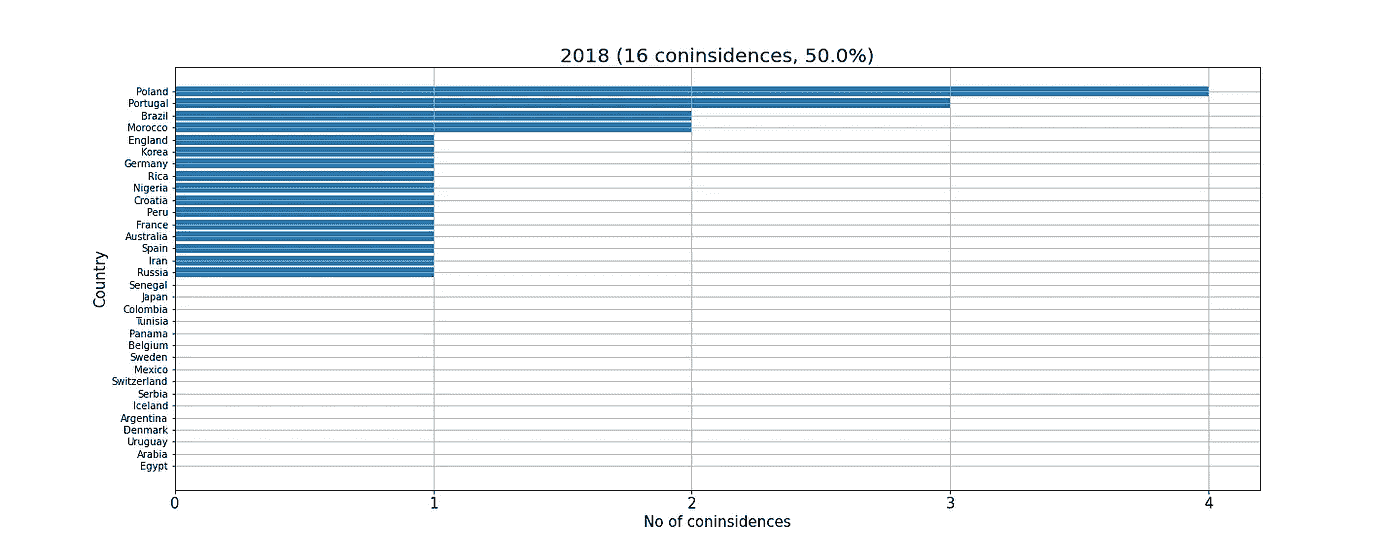 2018 (16 coninsidences, 50.0%)
Poland
Portugal
Brazil
Morocco
England
Korea
Germany
Rica
Nigeria
Croatia
Peru
France
Australia
Spain
Iran
Russia
Senegal
Japan
Colombia
Tunisia
Panama
Belgium
Sweden
Mexico
Switzerland
Serbia
Iceland
Argentina
Denmark
Uruguay
Arabia
Egypt
Country
0 1 2 3 4
No of coninsidences